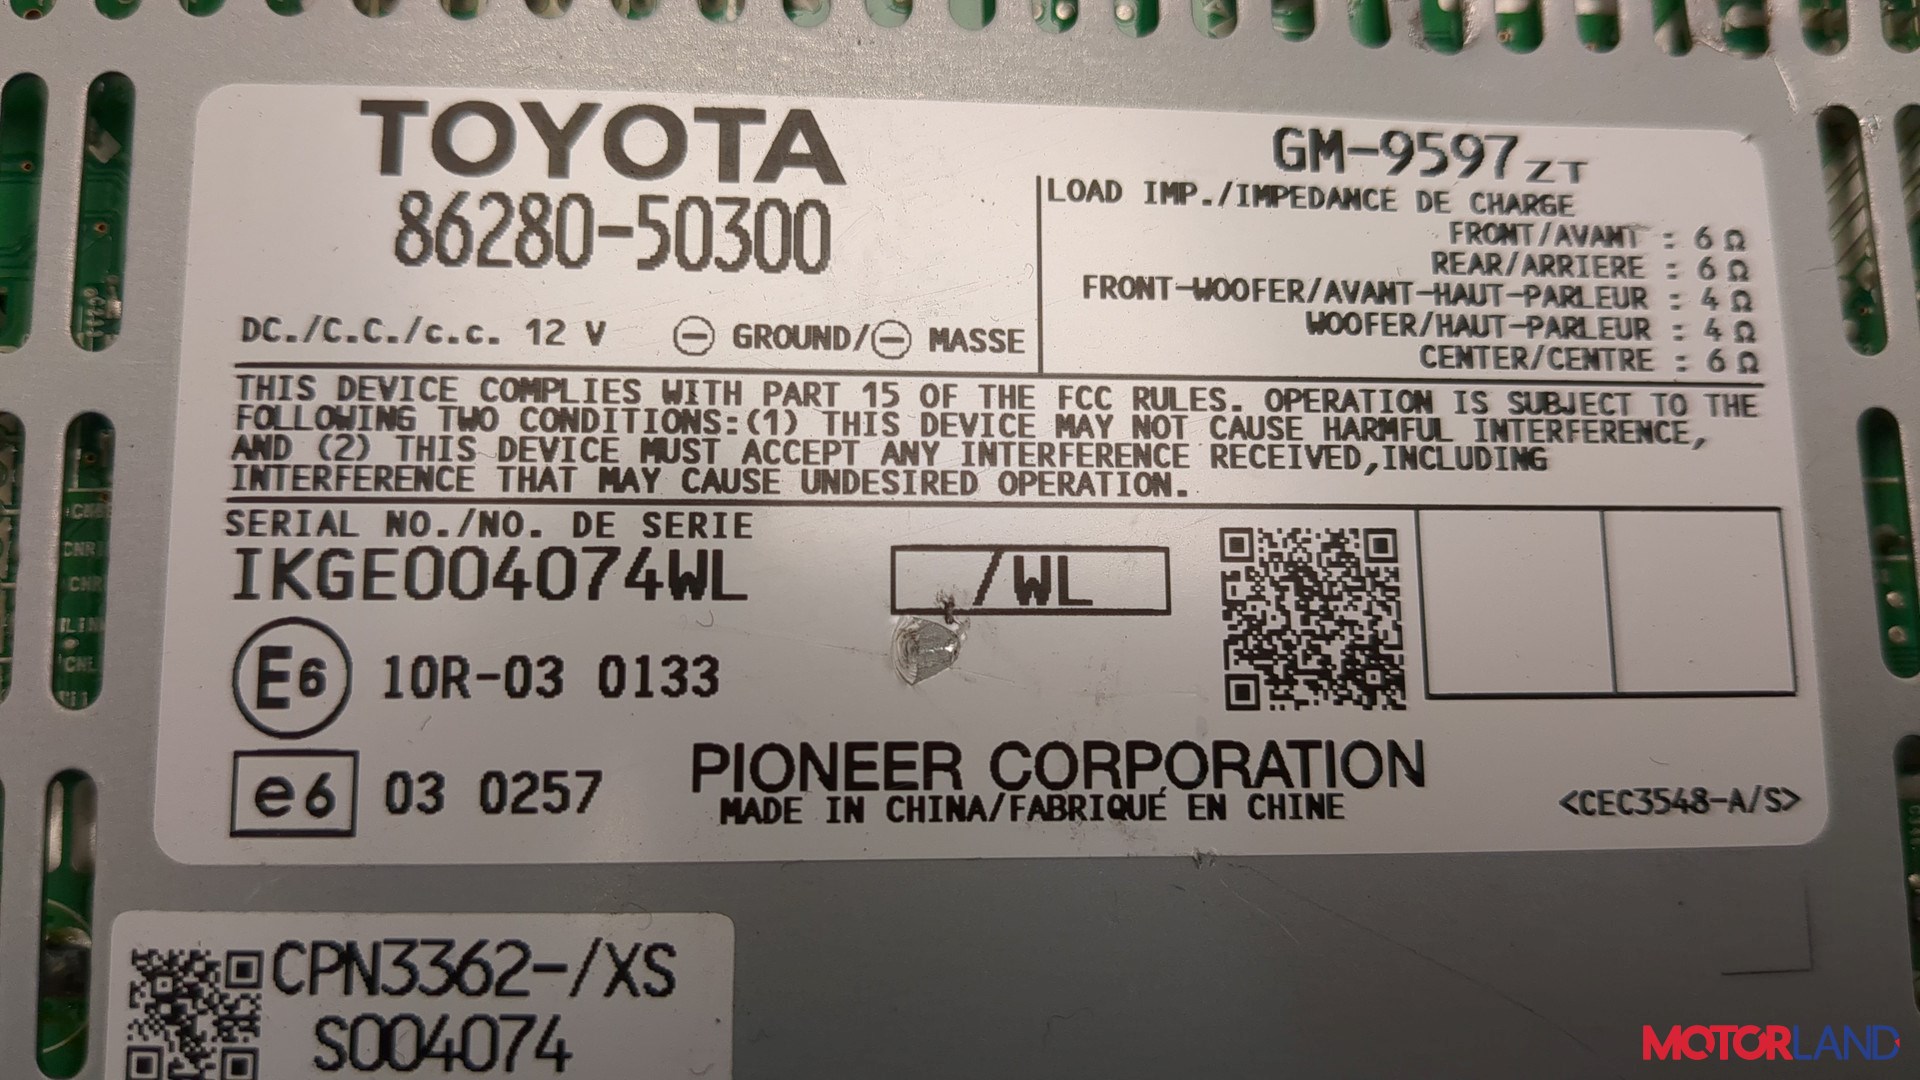 TOYOTA
86280-50300
DC./C.C./c.c. 12 V ⊖ GROUND/⊖ MASSE
GM-9597ZT
LOAD IMP./IMPEDANCE DE CHARGE
FRONT/AVANT : 6 Ω
REAR/ARRIERE : 6 Ω
FRONT-WOOFER/AVANT-HAUT-PARLEUR : 4 Ω
WOOFER/HAUT-PARLEUR : 4 Ω
CENTER/CENTRE : 6 Ω
THIS DEVICE COMPLIES WITH PART 15 OF THE FCC RULES. OPERATION IS SUBJECT TO THE
FOLLOWING TWO CONDITIONS:(1) THIS DEVICE MAY NOT CAUSE HARMFUL INTERFERENCE,
AND (2) THIS DEVICE MUST ACCEPT ANY INTERFERENCE RECEIVED,INCLUDING
INTERFERENCE THAT MAY CAUSE UNDESIRED OPERATION.
SERIAL NO./NO. DE SERIE
IKGE004074WL
/WL
E6 10R-03 0133
e6 03 0257
PIONEER CORPORATION
MADE IN CHINA/FABRIQUÉ EN CHINE
<CEC3548-A/S>
CPN3362-/XS
S004074
MOTORLAND